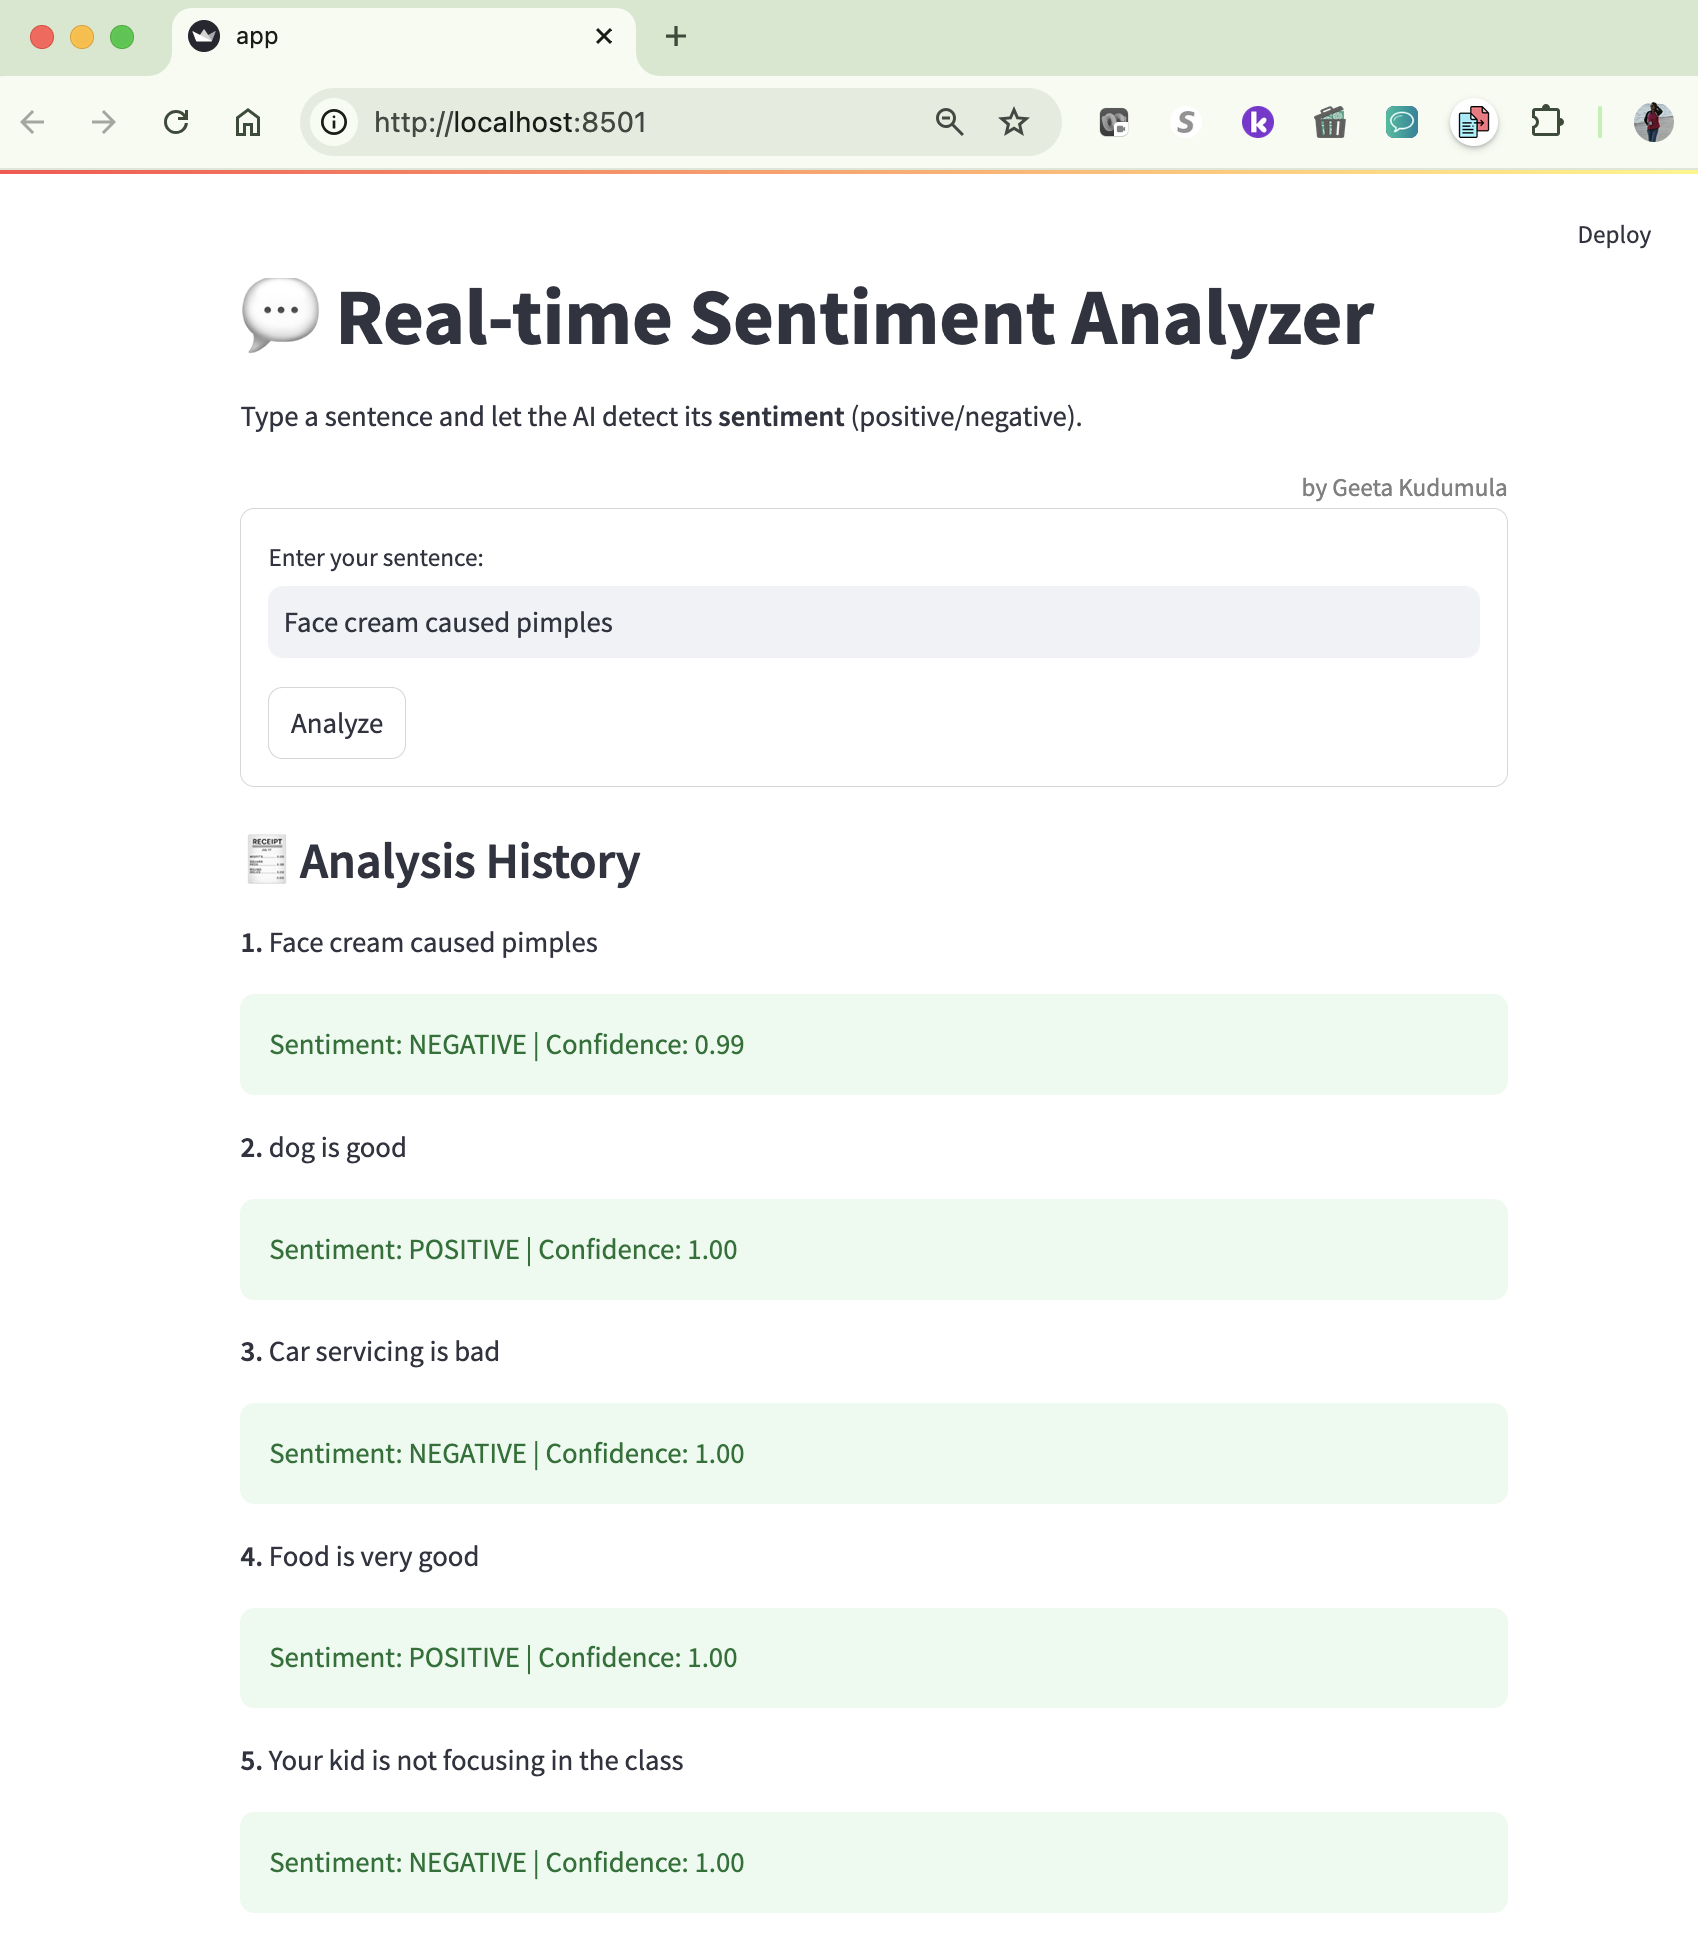 app
http://localhost:8501
Deploy
Real-time Sentiment Analyzer
Type a sentence and let the AI detect its sentiment (positive/negative).
by Geeta Kudumula
Enter your sentence:
Face cream caused pimples
Analyze
RECEIPT
Analysis History
1. Face cream caused pimples
Sentiment: NEGATIVE | Confidence: 0.99
2. dog is good
Sentiment: POSITIVE | Confidence: 1.00
3. Car servicing is bad
Sentiment: NEGATIVE | Confidence: 1.00
4. Food is very good
Sentiment: POSITIVE | Confidence: 1.00
5. Your kid is not focusing in the class
Sentiment: NEGATIVE | Confidence: 1.00